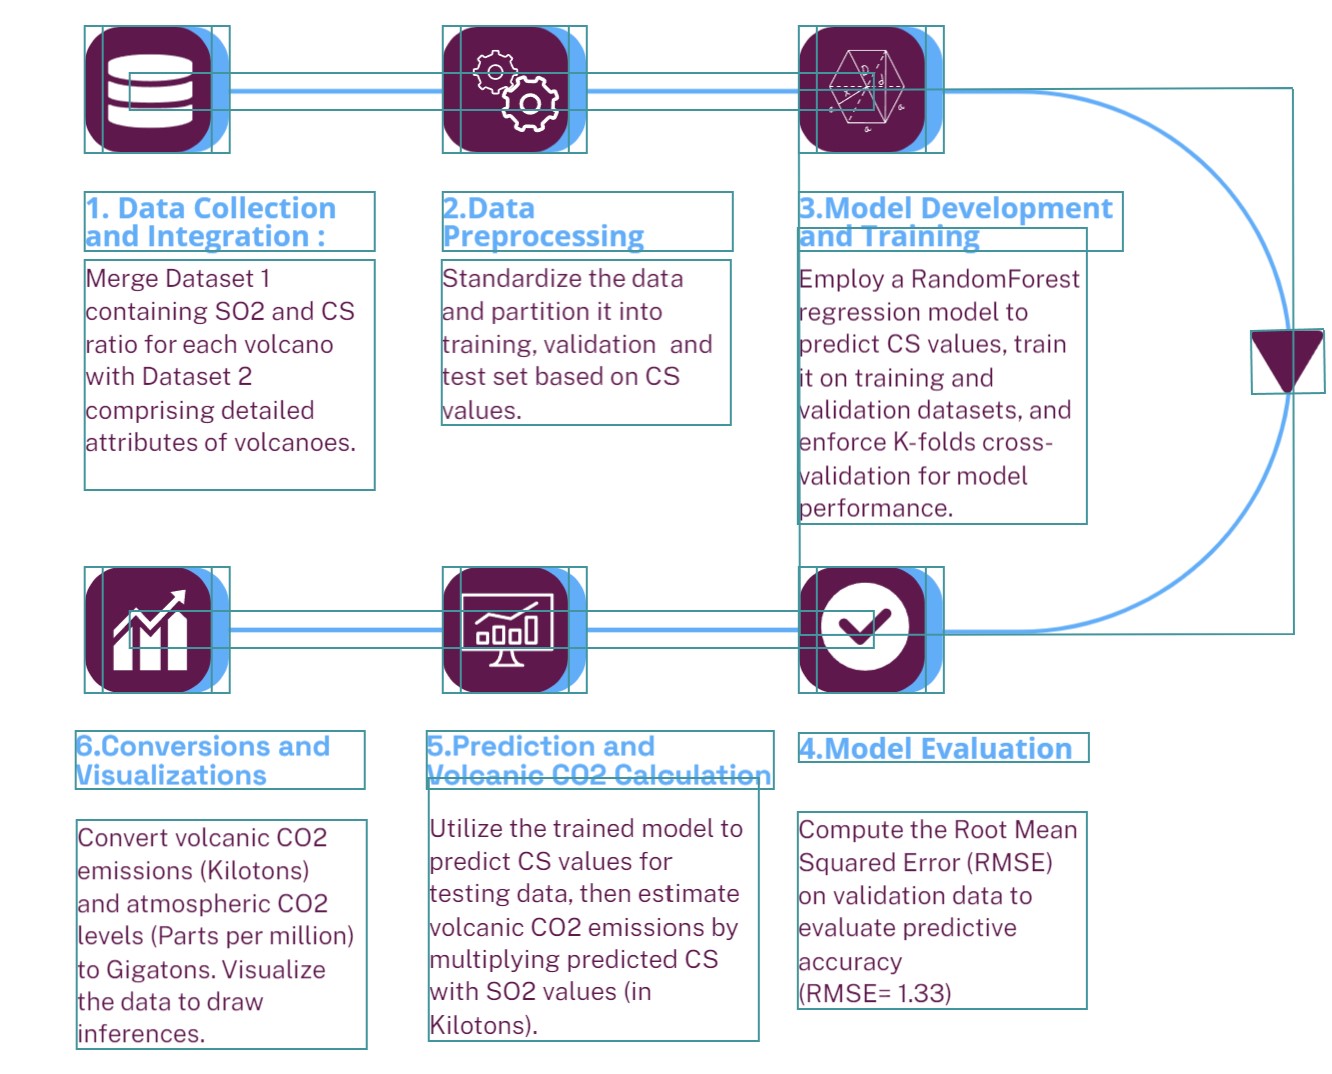 1. Data Collection
and Integration :
Merge Dataset 1
containing SO2 and CS
ratio for each volcano
with Dataset 2
comprising detailed
attributes of volcanoes.
2.Data
Preprocessing
Standardize the data
and partition it into
training, validation  and
test set based on CS
values.
3.Model Development
and Training
Employ a RandomForest
regression model to
predict CS values, train
it on training and
validation datasets, and
enforce K-folds cross-
validation for model
performance.
4.Model Evaluation
Compute the Root Mean
Squared Error (RMSE)
on validation data to
evaluate predictive
accuracy
(RMSE= 1.33)
5.Prediction and
Volcanic CO2 Calculation
Utilize the trained model to
predict CS values for
testing data, then estimate
volcanic CO2 emissions by
multiplying predicted CS
with SO2 values (in
Kilotons).
6.Conversions and
Visualizations
Convert volcanic CO2
emissions (Kilotons)
and atmospheric CO2
levels (Parts per million)
to Gigatons. Visualize
the data to draw
inferences.